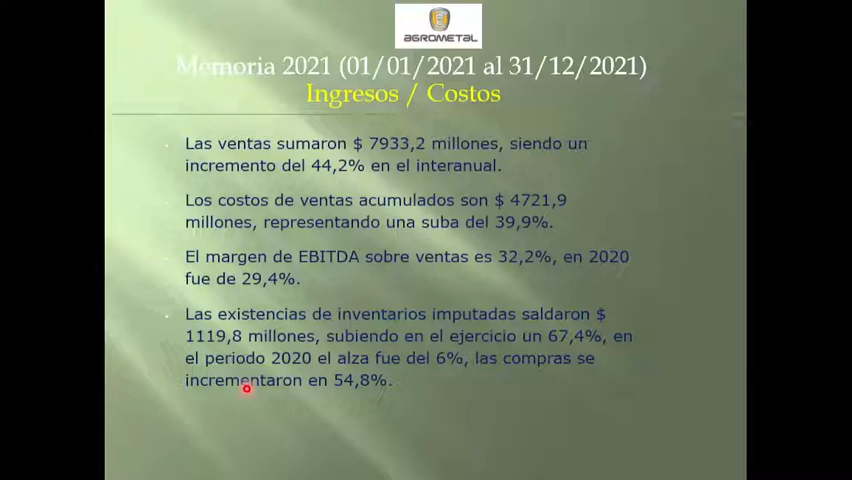 AGROMETAL
Memoria 2021 (01/01/2021 al 31/12/2021)
Ingresos / Costos
Las ventas sumaron $ 7933,2 millones, siendo un
incremento del 44,2% en el interanual.
Los costos de ventas acumulados son $ 4721,9
millones, representando una suba del 39,9%.
El margen de EBITDA sobre ventas es 32,2%, en 2020
fue de 29,4%.
Las existencias de inventarios imputadas saldaron $
1119,8 millones, subiendo en el ejercicio un 67,4%, en
el periodo 2020 el alza fue del 6%, las compras se
incrementaron en 54,8%.